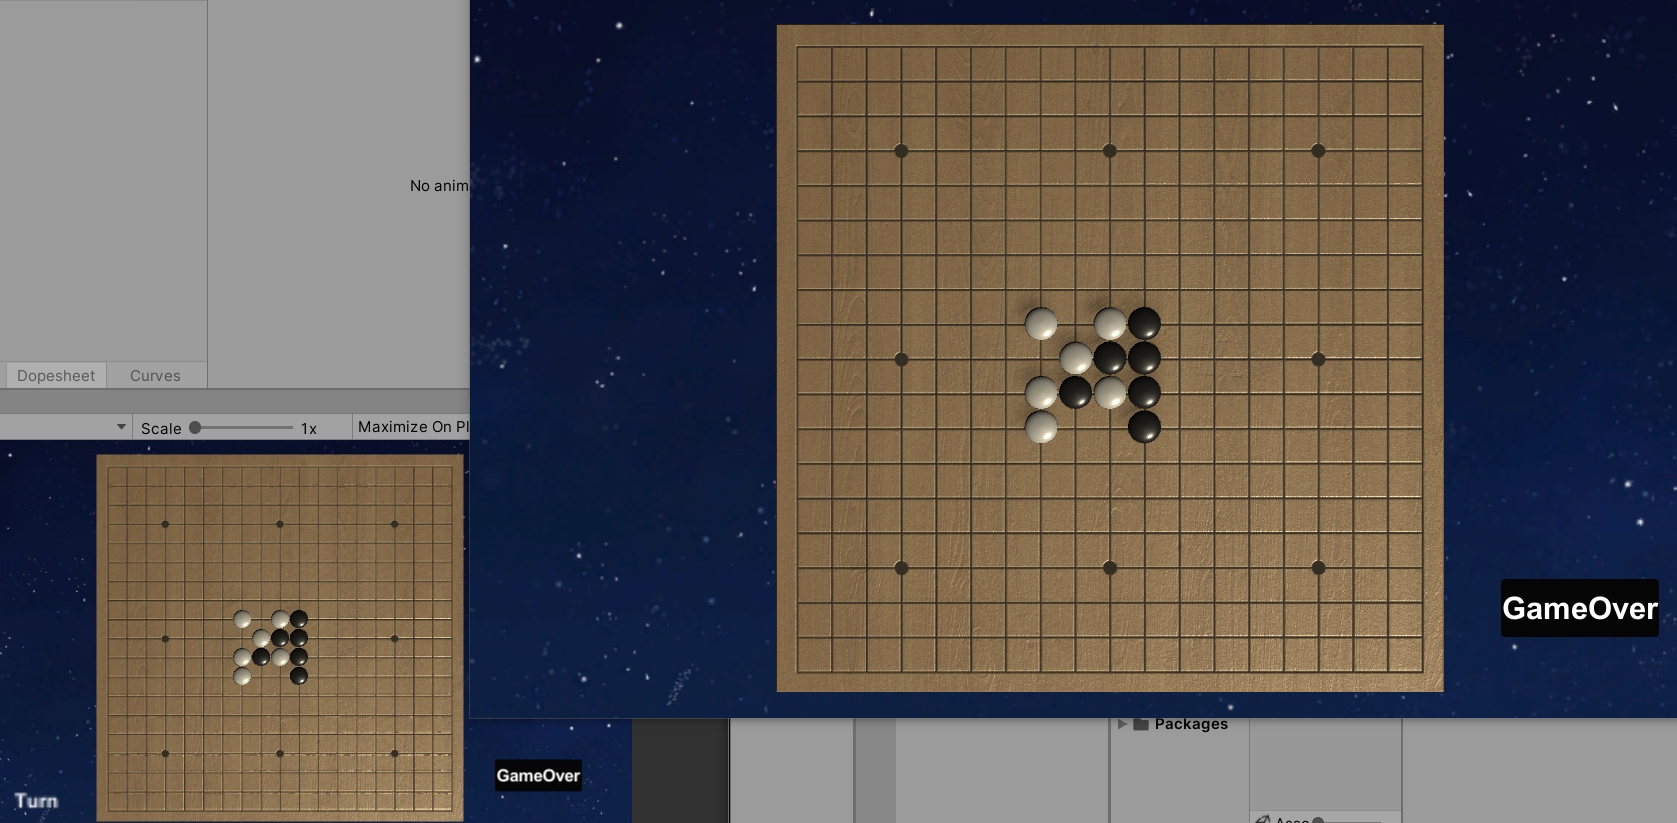 No anim
Dopesheet
Curves
Scale
1x
Maximize On Pl
GameOver
Packages
GameOver
Turn